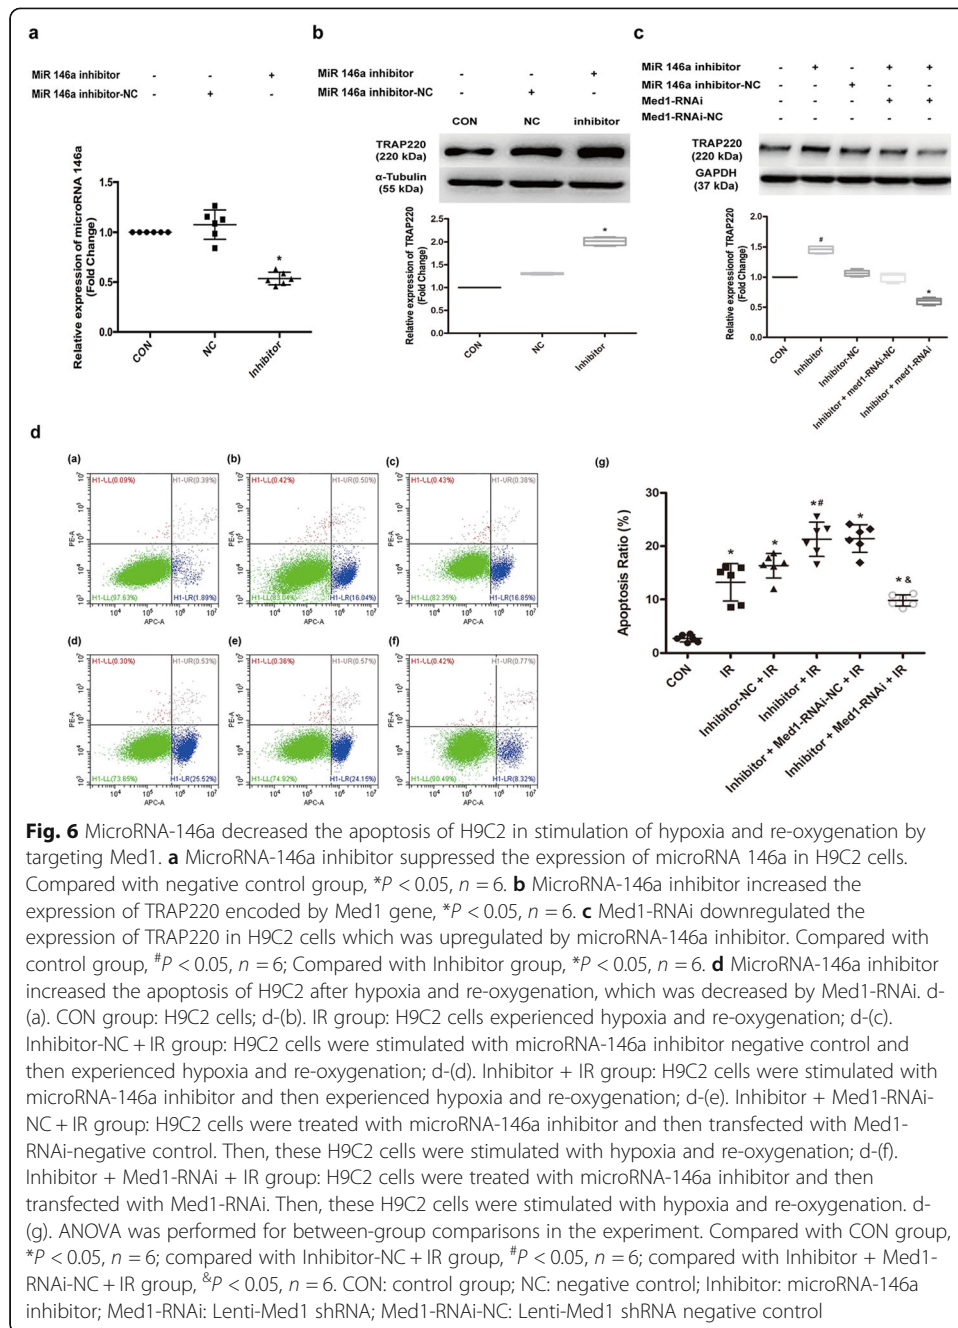 a
MiR 146a inhibitor - - +
MiR 146a inhibitor-NC - + -
Relative expression of microRNA 146a
(Fold Change)
1.5
1.0
0.5
0.0
CON
NC
Inhibitor
*
b
MiR 146a inhibitor - - +
MiR 146a inhibitor-NC - + -
CON NC inhibitor
TRAP220
(220 kDa)
α-Tubulin
(55 kDa)
Relative expression of TRAP220
(Fold Change)
2.5
2.0
1.5
1.0
0.5
0.0
*
CON
NC
Inhibitor
c
MiR 146a inhibitor - + - + +
MiR 146a inhibitor-NC - - + - -
Med1-RNAi - - - + +
Med1-RNAi-NC - - - - -
TRAP220
(220 kDa)
GAPDH
(37 kDa)
Relative expression of TRAP220
(Fold Change)
2.0
1.5
1.0
0.5
0.0
#
*
CON
Inhibitor
Inhibitor-NC
Inhibitor + med1-RNAi-NC
Inhibitor + med1-RNAi
d
(a)
H1-UL(0.09%) H1-UR(0.39%)
H1-LL(97.63%) H1-LR(1.89%)
PE-A
APC-A
(b)
H1-UL(0.42%) H1-UR(0.50%)
H1-LR(16.04%)
PE-A
APC-A
(c)
H1-UL(0.43%) H1-UR(0.38%)
H1-LL(82.35%) H1-LR(16.85%)
PE-A
APC-A
(d)
H1-UL(0.30%) H1-UR(0.53%)
H1-LL(73.65%) H1-LR(25.52%)
PE-A
APC-A
(e)
H1-UL(0.36%) H1-UR(0.57%)
H1-LL(74.92%) H1-LR(24.15%)
PE-A
APC-A
(f)
H1-UL(0.42%) H1-UR(0.77%)
H1-LL(90.49%) H1-LR(8.32%)
PE-A
APC-A
(g)
Apoptosis Ratio (%)
30
20
10
0
*
*
*#
*
* &
CON
IR
Inhibitor-NC + IR
Inhibitor + IR
Inhibitor + Med1-RNAi-NC + IR
Inhibitor + Med1-RNAi + IR
Fig. 6 MicroRNA-146a decreased the apoptosis of H9C2 in stimulation of hypoxia and re-oxygenation by
targeting Med1. a MicroRNA-146a inhibitor suppressed the expression of microRNA 146a in H9C2 cells.
Compared with negative control group, *P < 0.05, n = 6. b MicroRNA-146a inhibitor increased the
expression of TRAP220 encoded by Med1 gene, *P < 0.05, n = 6. c Med1-RNAi downregulated the
expression of TRAP220 in H9C2 cells which was upregulated by microRNA-146a inhibitor. Compared with
control group, #P < 0.05, n = 6; Compared with Inhibitor group, *P < 0.05, n = 6. d MicroRNA-146a inhibitor
increased the apoptosis of H9C2 after hypoxia and re-oxygenation, which was decreased by Med1-RNAi. d-
(a). CON group: H9C2 cells; d-(b). IR group: H9C2 cells experienced hypoxia and re-oxygenation; d-(c).
Inhibitor-NC + IR group: H9C2 cells were stimulated with microRNA-146a inhibitor negative control and
then experienced hypoxia and re-oxygenation; d-(d). Inhibitor + IR group: H9C2 cells were stimulated with
microRNA-146a inhibitor and then experienced hypoxia and re-oxygenation; d-(e). Inhibitor + Med1-RNAi-
NC + IR group: H9C2 cells were treated with microRNA-146a inhibitor and then transfected with Med1-
RNAi-negative control. Then, these H9C2 cells were stimulated with hypoxia and re-oxygenation; d-(f).
Inhibitor + Med1-RNAi + IR group: H9C2 cells were treated with microRNA-146a inhibitor and then
transfected with Med1-RNAi. Then, these H9C2 cells were stimulated with hypoxia and re-oxygenation. d-
(g). ANOVA was performed for between-group comparisons in the experiment. Compared with CON group,
*P < 0.05, n = 6; compared with Inhibitor-NC + IR group, #P < 0.05, n = 6; compared with Inhibitor + Med1-
RNAi-NC + IR group, &P < 0.05, n = 6. CON: control group; NC: negative control; Inhibitor: microRNA-146a
inhibitor; Med1-RNAi: Lenti-Med1 shRNA; Med1-RNAi-NC: Lenti-Med1 shRNA negative control